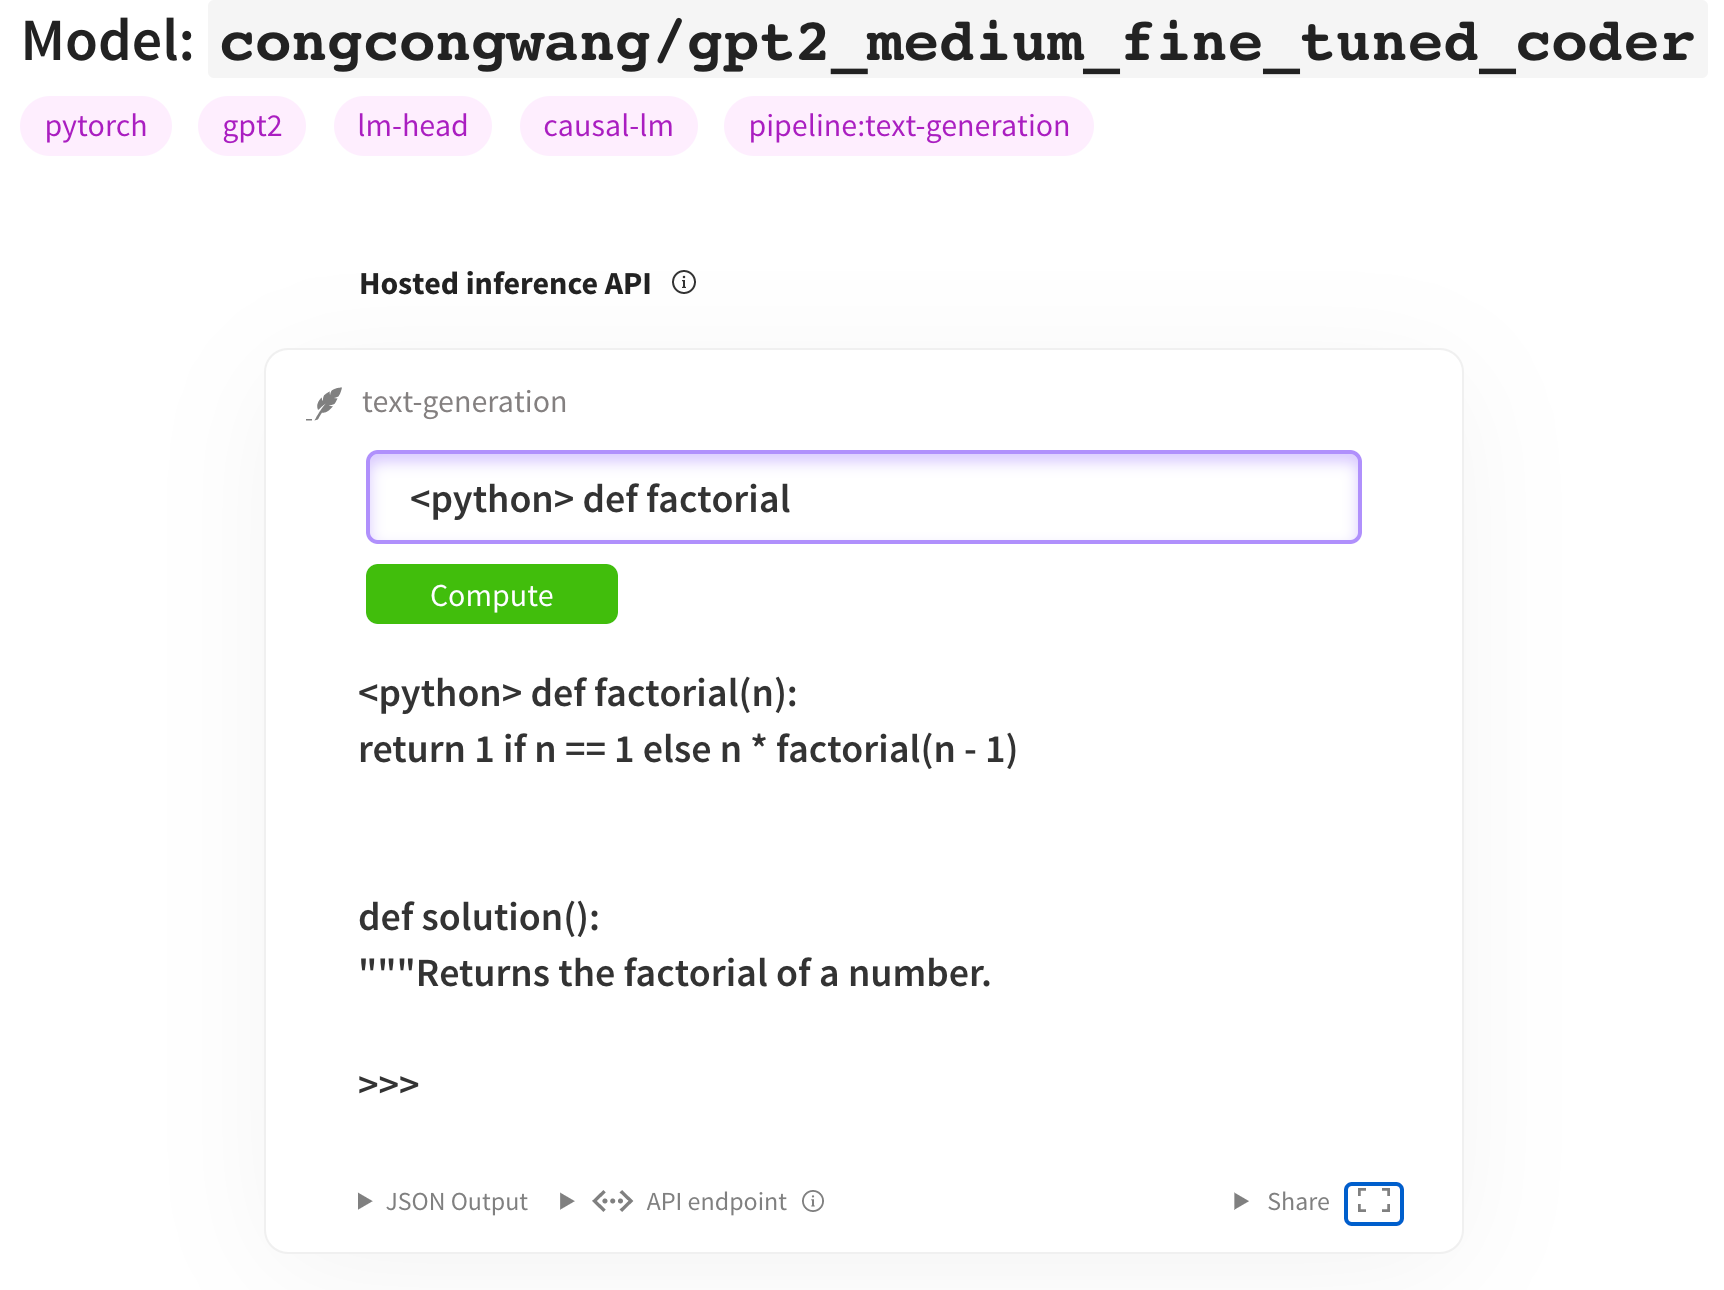 Model: congcongwang/gpt2_medium_fine_tuned_coder
pytorch gpt2 lm-head causal-lm pipeline:text-generation
Hosted inference API
text-generation
<python> def factorial
Compute
<python> def factorial(n):
return 1 if n == 1 else n * factorial(n - 1)
def solution():
"""Returns the factorial of a number.
>>>
JSON Output API endpoint Share